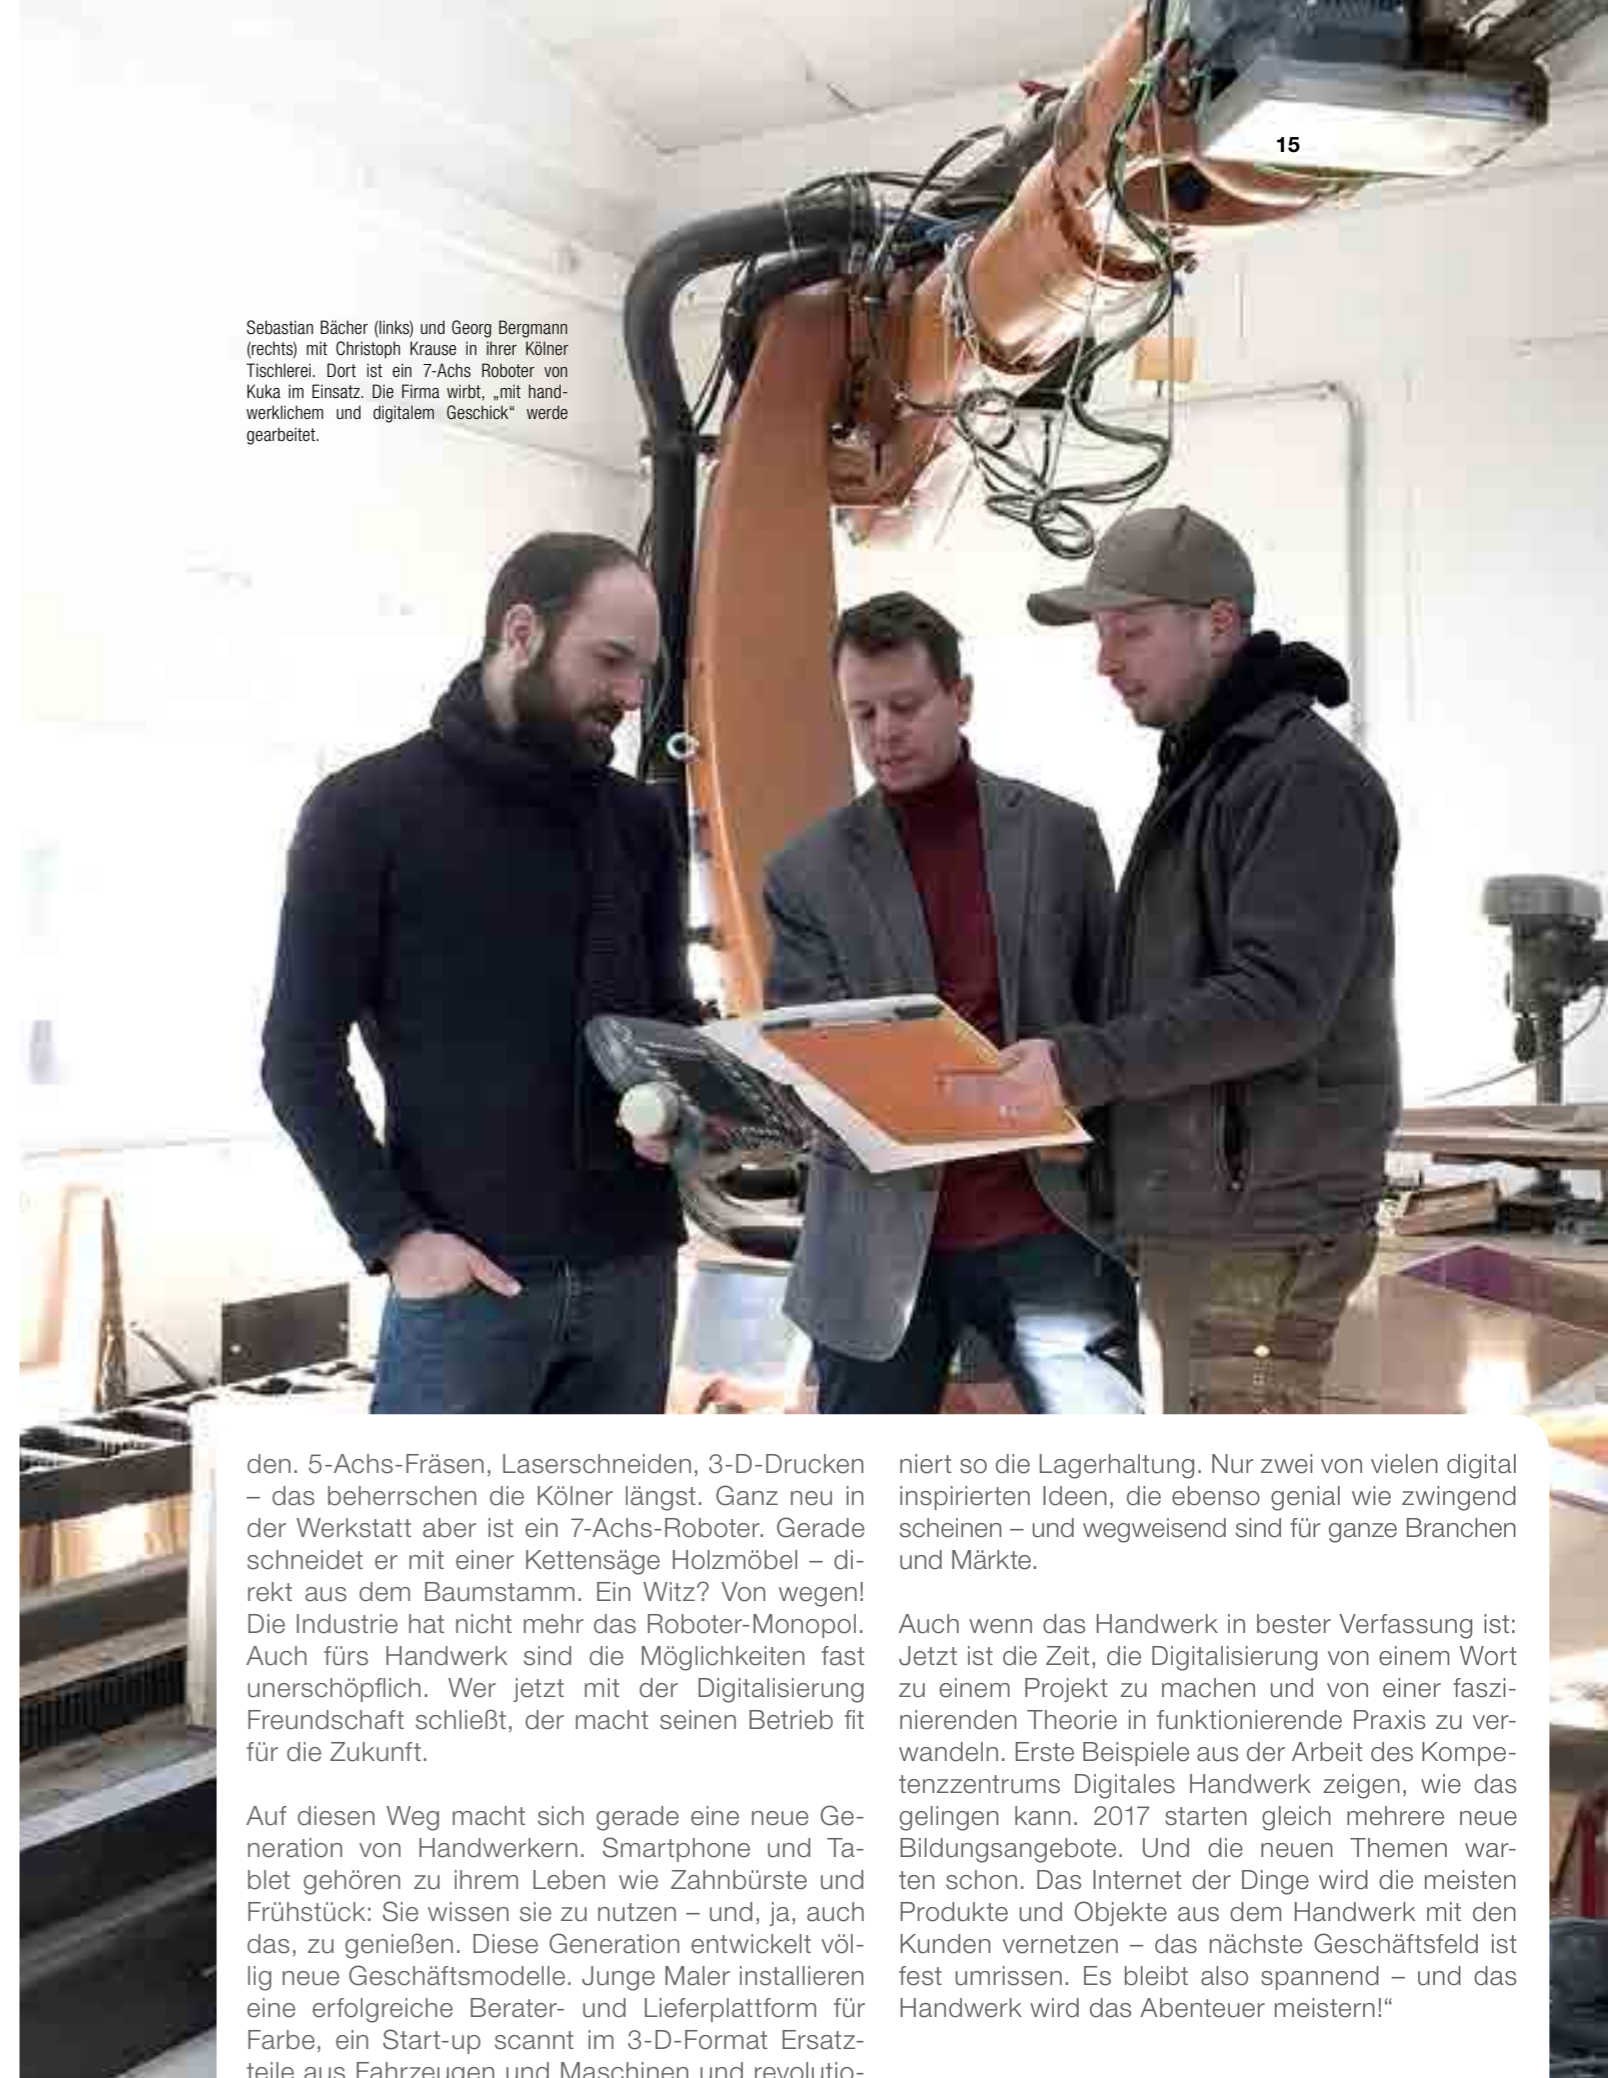 15
Sebastian Bächer (links) und Georg Bergmann
(rechts) mit Christoph Krause in ihrer Kölner
Tischlerei. Dort ist ein 7-Achs Roboter von
Kuka im Einsatz. Die Firma wirbt, „mit hand-
werklichem und digitalem Geschick“ werde
gearbeitet.
den. 5-Achs-Fräsen, Laserschneiden, 3-D-Drucken
– das beherrschen die Kölner längst. Ganz neu in
der Werkstatt aber ist ein 7-Achs-Roboter. Gerade
schneidet er mit einer Kettensäge Holzmöbel – di-
rekt aus dem Baumstamm. Ein Witz? Von wegen!
Die Industrie hat nicht mehr das Roboter-Monopol.
Auch fürs Handwerk sind die Möglichkeiten fast
unerschöpflich. Wer jetzt mit der Digitalisierung
Freundschaft schließt, der macht seinen Betrieb fit
für die Zukunft.
Auf diesen Weg macht sich gerade eine neue Ge-
neration von Handwerkern. Smartphone und Ta-
blet gehören zu ihrem Leben wie Zahnbürste und
Frühstück: Sie wissen sie zu nutzen – und, ja, auch
das, zu genießen. Diese Generation entwickelt völ-
lig neue Geschäftsmodelle. Junge Maler installieren
eine erfolgreiche Berater- und Lieferplattform für
Farbe, ein Start-up scannt im 3-D-Format Ersatz-
teile aus Fahrzeugen und Maschinen und revolutio-
niert so die Lagerhaltung. Nur zwei von vielen digital
inspirierten Ideen, die ebenso genial wie zwingend
scheinen – und wegweisend sind für ganze Branchen
und Märkte.
Auch wenn das Handwerk in bester Verfassung ist:
Jetzt ist die Zeit, die Digitalisierung von einem Wort
zu einem Projekt zu machen und von einer faszi-
nierenden Theorie in funktionierende Praxis zu ver-
wandeln. Erste Beispiele aus der Arbeit des Kompe-
tenzzentrums Digitales Handwerk zeigen, wie das
gelingen kann. 2017 starten gleich mehrere neue
Bildungsangebote. Und die neuen Themen war-
ten schon. Das Internet der Dinge wird die meisten
Produkte und Objekte aus dem Handwerk mit den
Kunden vernetzen – das nächste Geschäftsfeld ist
fest umrissen. Es bleibt also spannend – und das
Handwerk wird das Abenteuer meistern!“